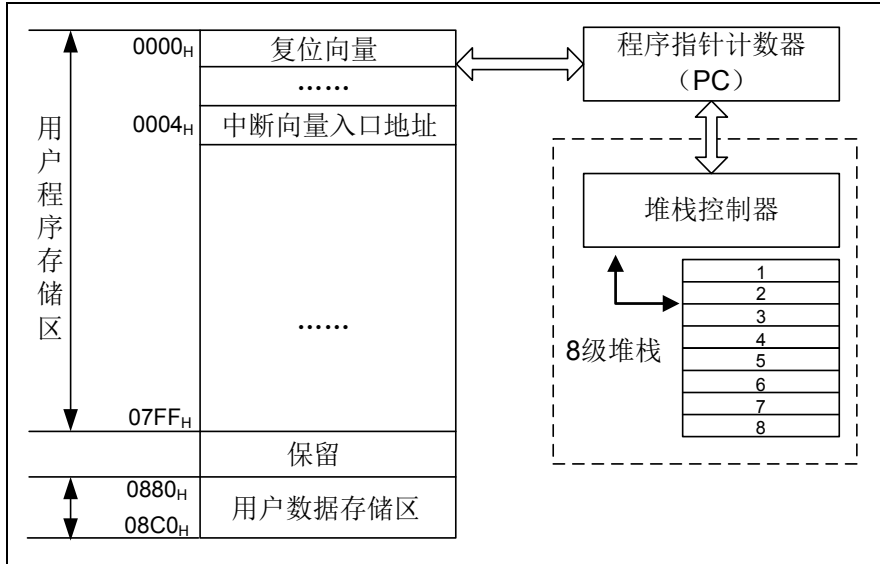 0000H
复位向量
……
0004H
中断向量入口地址
用户程序存储区
……
07FFH
保留
0880H
用户数据存储区
08C0H
程序指针计数器
（PC）
堆栈控制器
8级堆栈
1
2
3
4
5
6
7
8